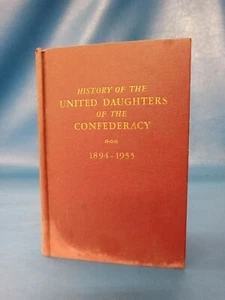 HISTORY OF THE
UNITED DAUGHTERS
OF THE
CONFEDERACY
1894-1955